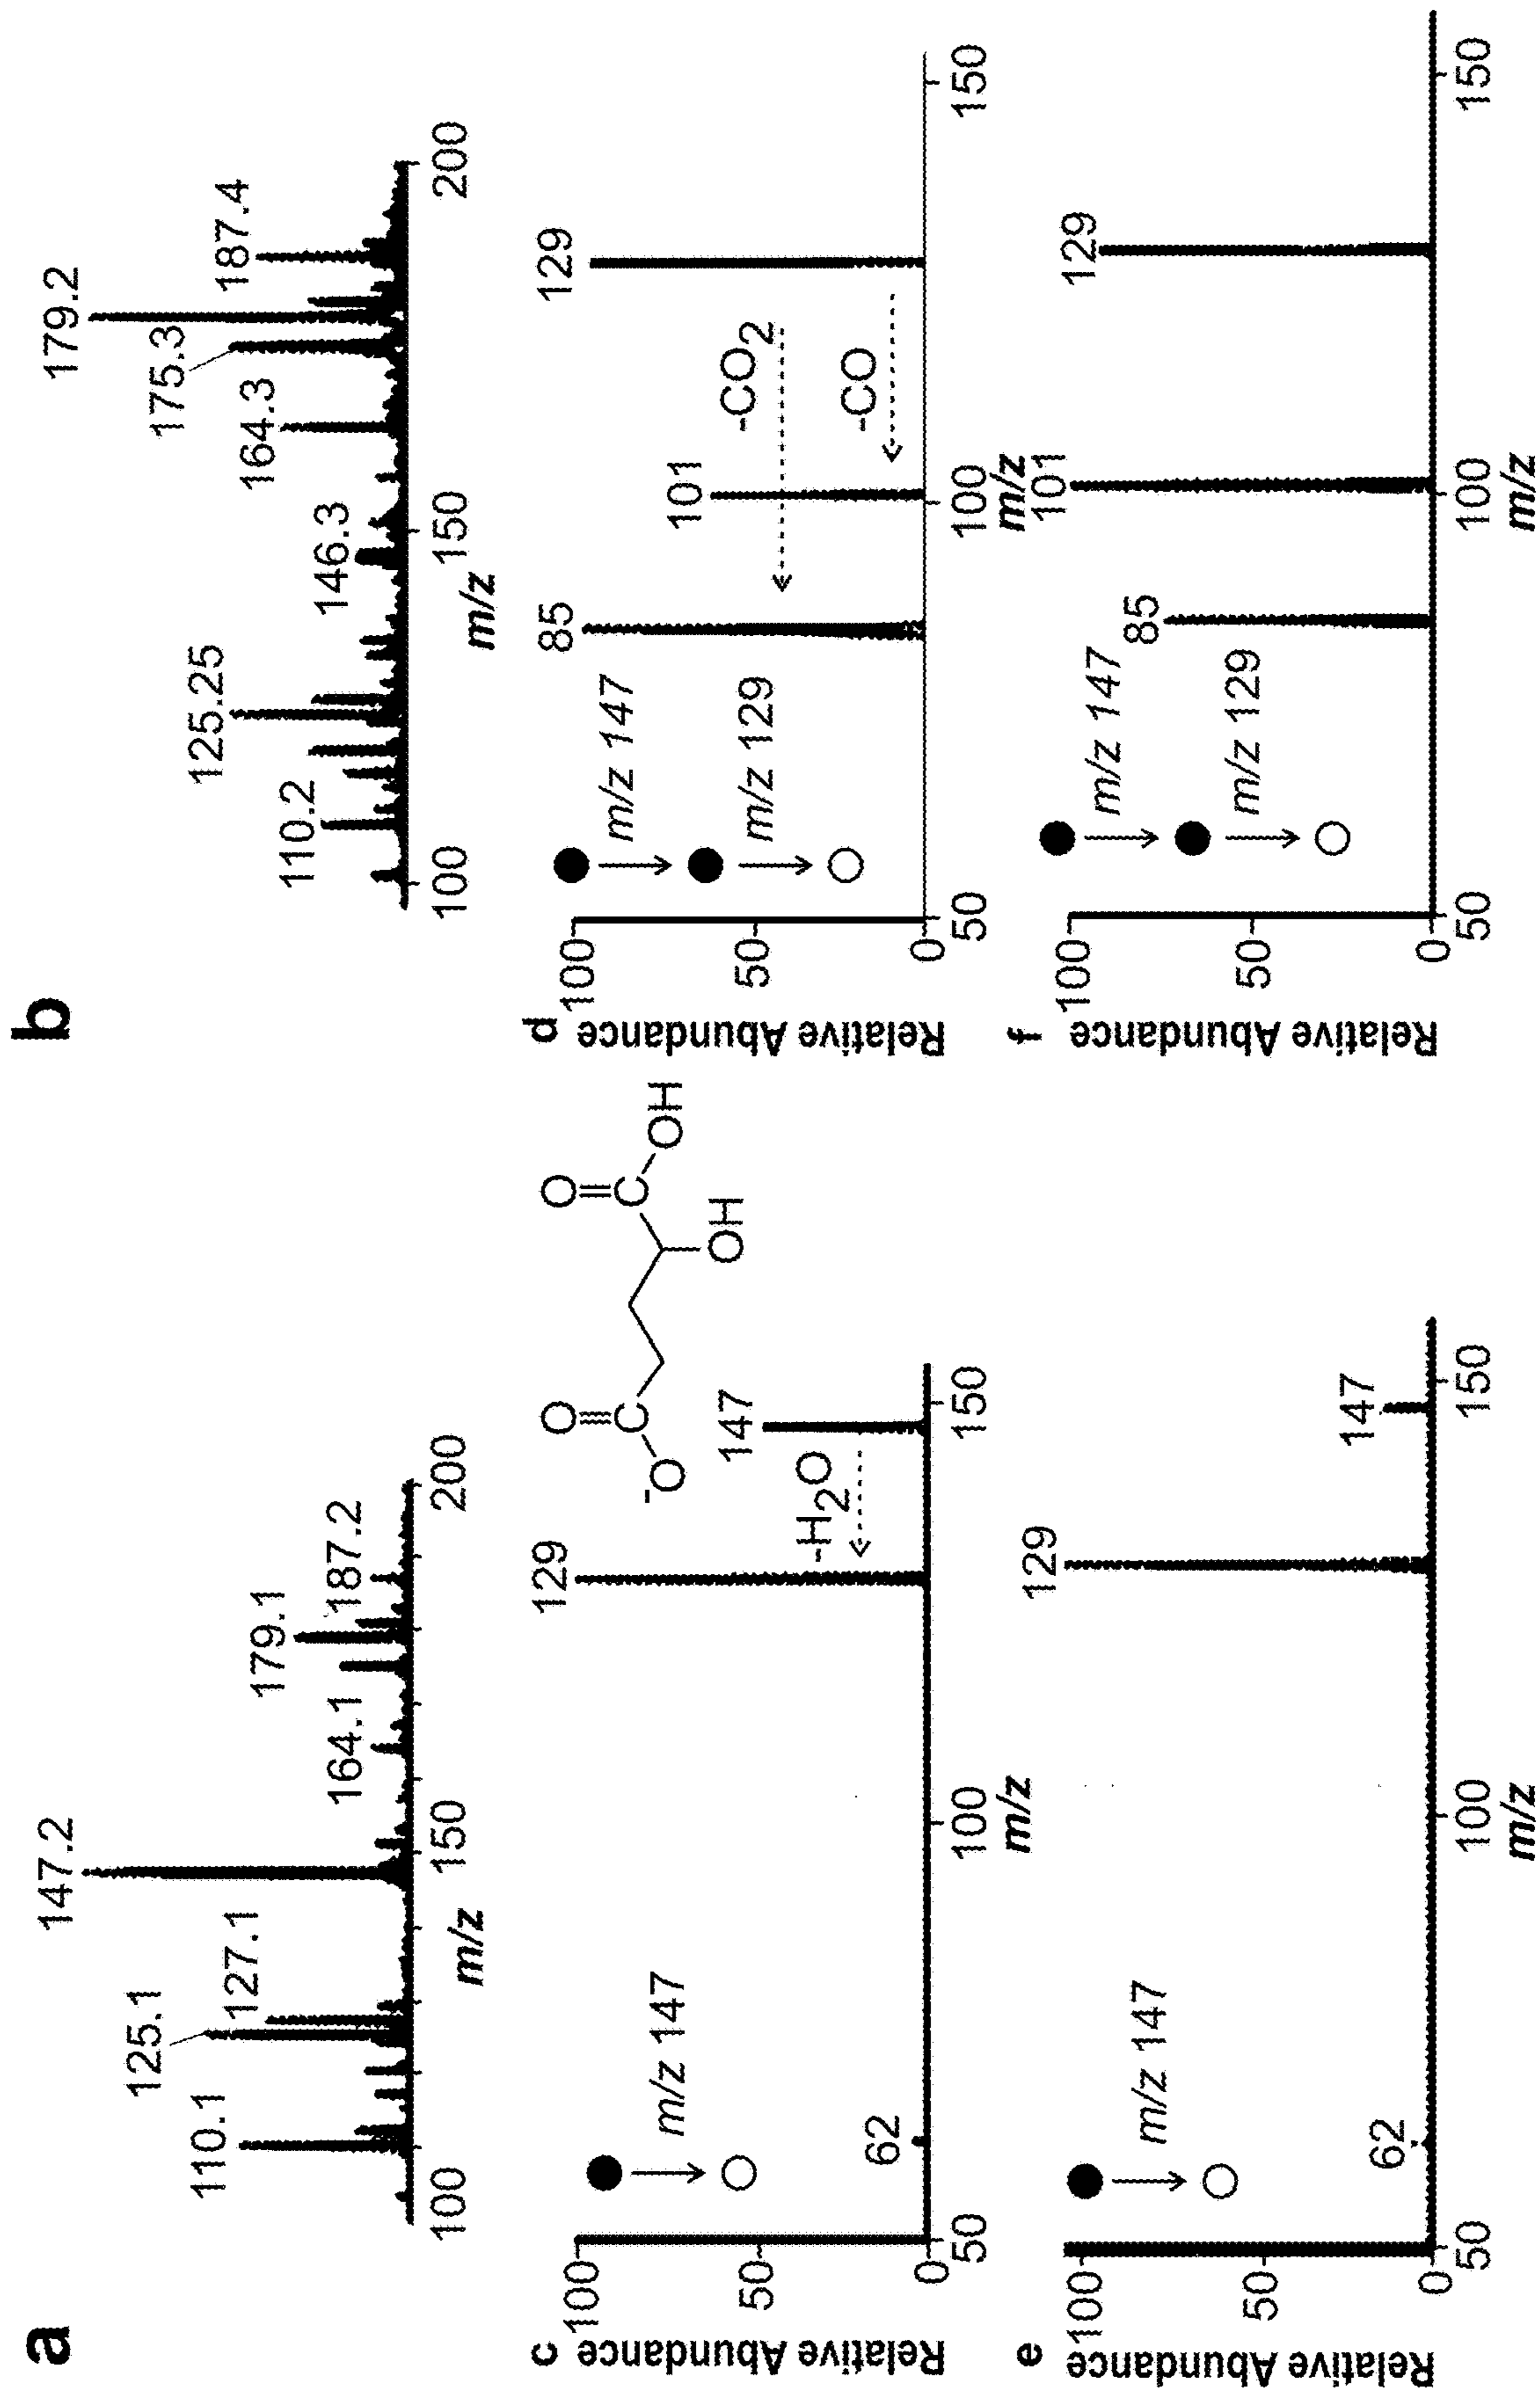 a
147.2
125.1
127.1
110.1
179.1
187.2
164.1
100
150
200
m/z
b
179.2
125.25
175.3
187.4
164.3
110.2
146.3
100
150
200
m/z
c
Relative Abundance
100
50
0
m/z 147
62
129
-H2O
147
O
C
-O
O
C
OH
OH
50
100
150
m/z
d
Relative Abundance
100
50
0
m/z 147
m/z 129
85
101
129
-CO2
-CO
50
100
150
m/z
e
Relative Abundance
100
50
0
m/z 147
62
129
147
50
100
150
m/z
f
Relative Abundance
100
50
0
m/z 147
m/z 129
85
101
129
50
100
150
m/z